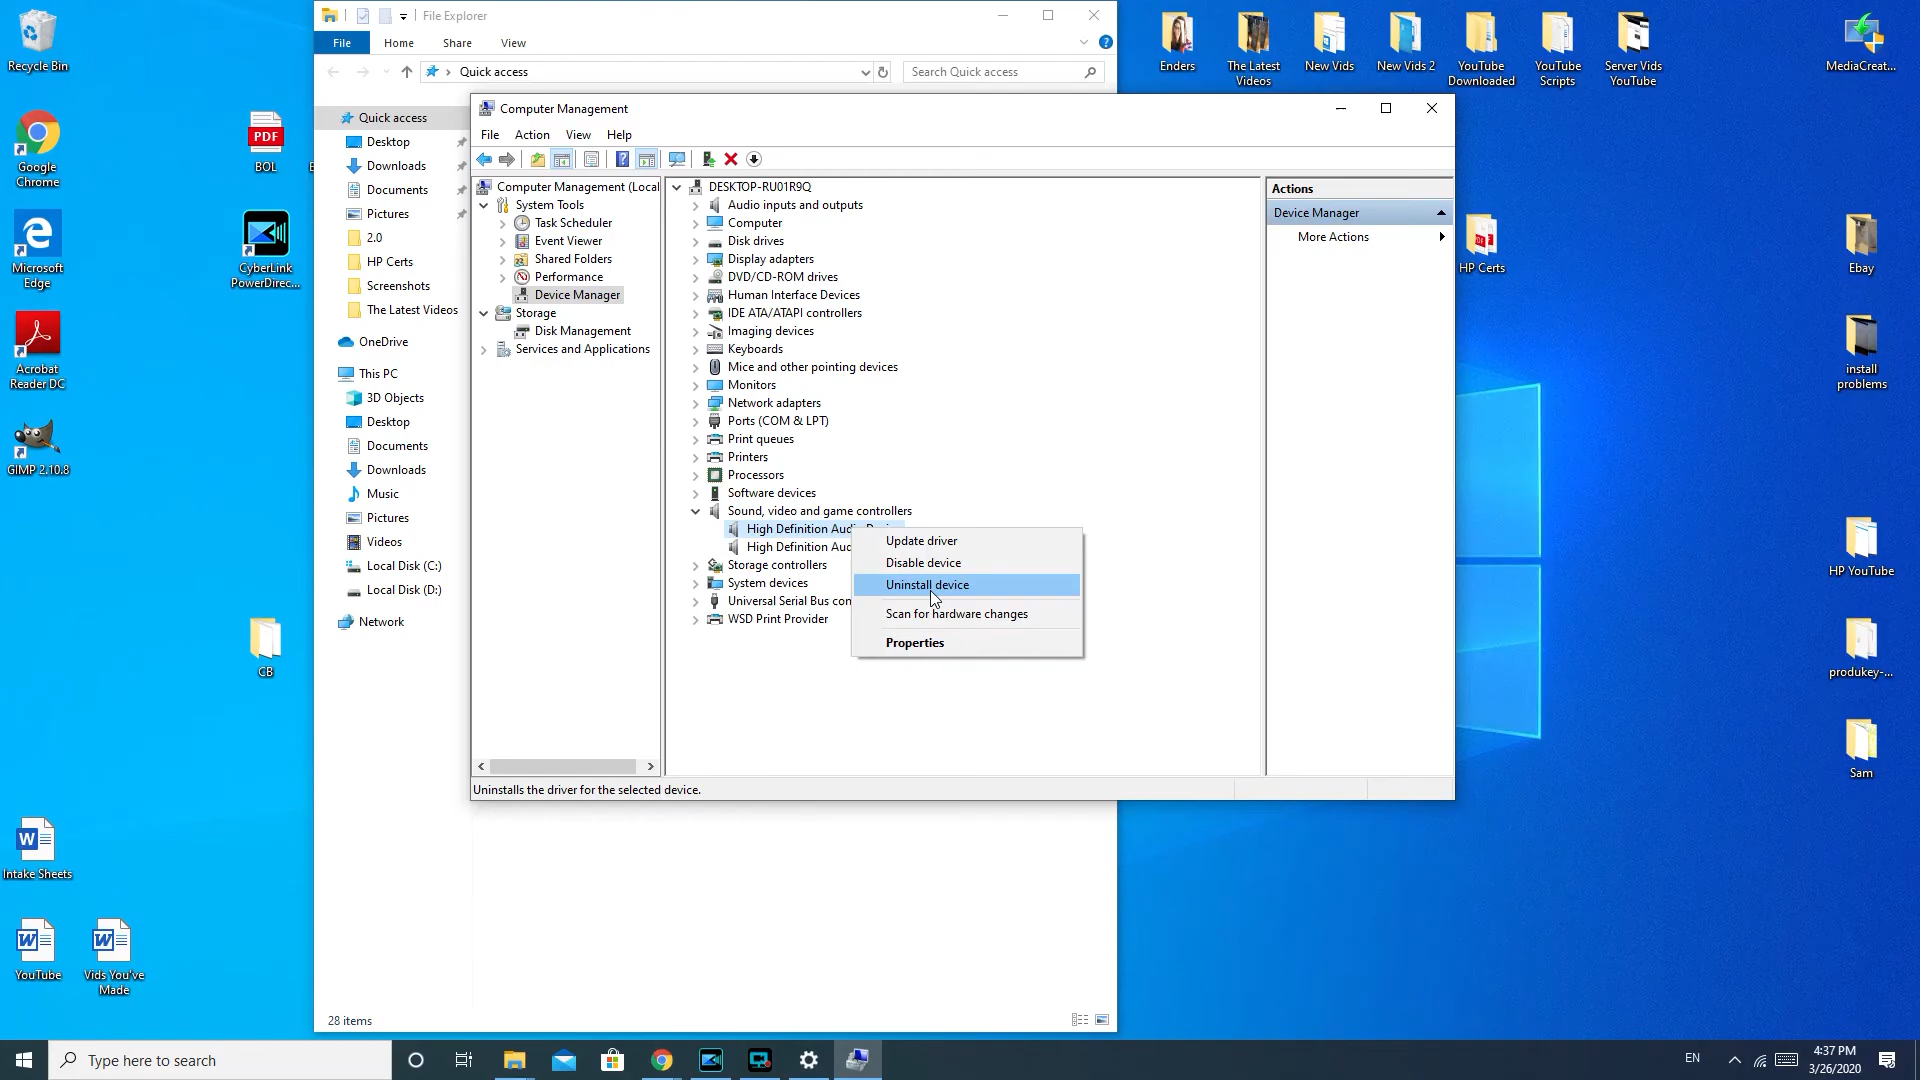 File Explorer
File
Home
Share
View
Quick access
Search Quick access
Quick access
Desktop
Downloads
Documents
Pictures
2.0
HP Certs
Screenshots
The Latest Videos
OneDrive
This PC
3D Objects
Desktop
Documents
Downloads
Music
Pictures
Videos
Local Disk (C:)
Local Disk (D:)
Network
28 items
Computer Management
File
Action
View
Help
Computer Management (Local
System Tools
Task Scheduler
Event Viewer
Shared Folders
Performance
Device Manager
Storage
Disk Management
Services and Applications
DESKTOP-RU01R9Q
Audio inputs and outputs
Computer
Disk drives
Display adapters
DVD/CD-ROM drives
Human Interface Devices
IDE ATA/ATAPI controllers
Imaging devices
Keyboards
Mice and other pointing devices
Monitors
Network adapters
Ports (COM & LPT)
Print queues
Printers
Processors
Software devices
Sound, video and game controllers
High Definition Audio Device
High Definition Aud
Storage controllers
System devices
Universal Serial Bus con
WSD Print Provider
Update driver
Disable device
Uninstall device
Scan for hardware changes
Properties
Actions
Device Manager
More Actions
Uninstalls the driver for the selected device.
Recycle Bin
Google
Chrome
Microsoft
Edge
Acrobat
Reader DC
GIMP 2.10.8
Intake Sheets
YouTube
Vids You've
Made
PDF
BOL
CyberLink
PowerDirec...
CB
Enders
The Latest
Videos
New Vids
New Vids 2
YouTube
Downloaded
YouTube
Scripts
Server Vids
YouTube
MediaCreat...
HP Certs
Ebay
install
problems
HP YouTube
produkey-...
Sam
Type here to search
EN
4:37 PM
3/26/2020